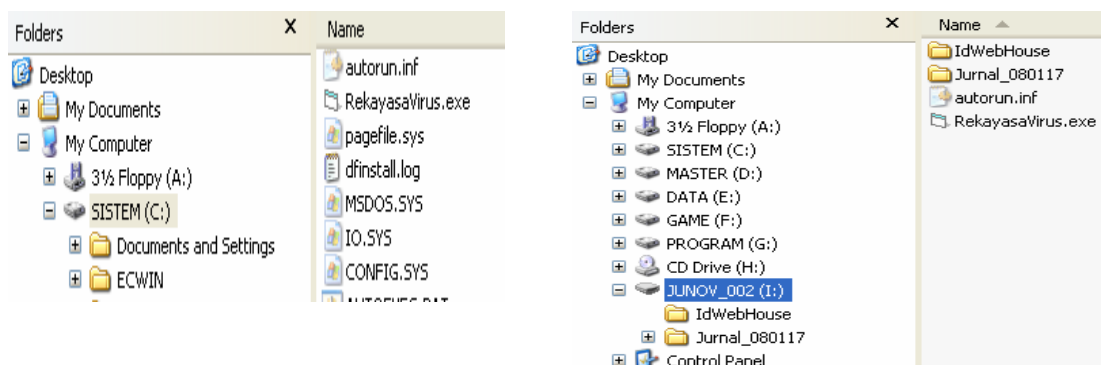 Folders X
Desktop
My Documents
My Computer
3½ Floppy (A:)
SISTEM (C:)
Documents and Settings
ECWIN
Name
autorun.inf
RekayasaVirus.exe
pagefile.sys
dfinstall.log
MSDOS.SYS
IO.SYS
CONFIG.SYS
Folders ×
Desktop
My Documents
My Computer
3½ Floppy (A:)
SISTEM (C:)
MASTER (D:)
DATA (E:)
GAME (F:)
PROGRAM (G:)
CD Drive (H:)
JUNOV_002 (I:)
IdWebHouse
Jurnal_080117
Control Panel
Name
IdWebHouse
Jurnal_080117
autorun.inf
RekayasaVirus.exe